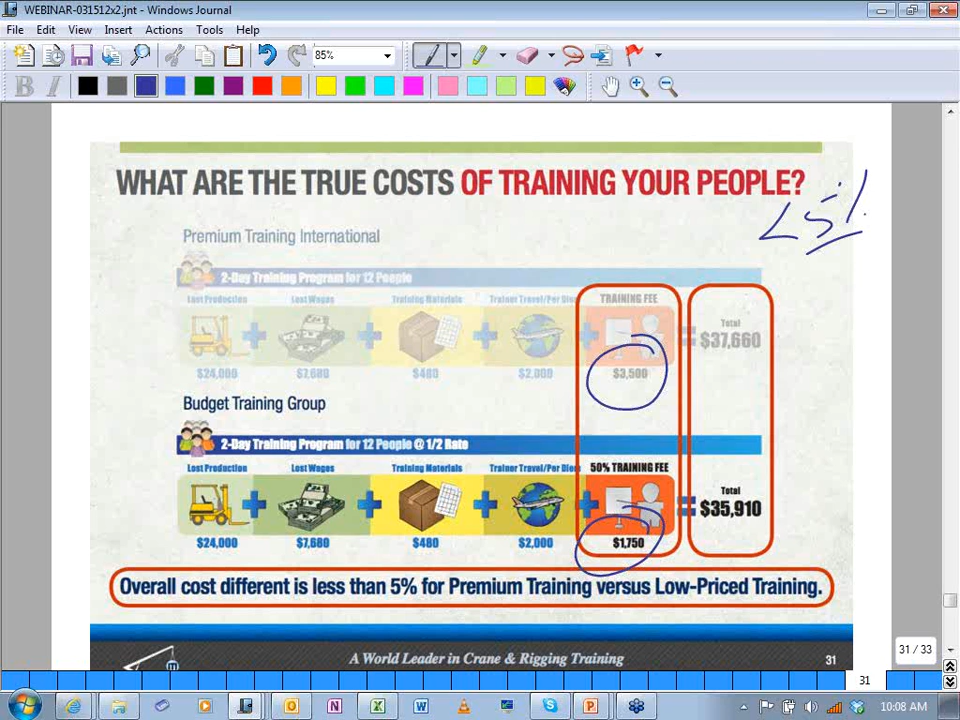 WEBINAR-031512x2.jnt - Windows Journal
File Edit View Insert Actions Tools Help
85%
B I
WHAT ARE THE TRUE COSTS OF TRAINING YOUR PEOPLE?
<5%
Premium Training International
2-Day Training Program for 12 People
Lost Production Lost Wages Training Materials Trainer Travel/Per Diem TRAINING FEE
+ + + + = Total
$37,660
$24,000 $7,680 $480 $2,000 $3,500
Budget Training Group
2-Day Training Program for 12 People @ 1/2 Rate
Lost Production Lost Wages Training Materials Trainer Travel/Per Diem 50% TRAINING FEE
+ + + + = Total
$35,910
$24,000 $7,680 $480 $2,000 $1,750
Overall cost different is less than 5% for Premium Training versus Low-Priced Training.
A World Leader in Crane & Rigging Training 31
31 / 33
31
10:08 AM